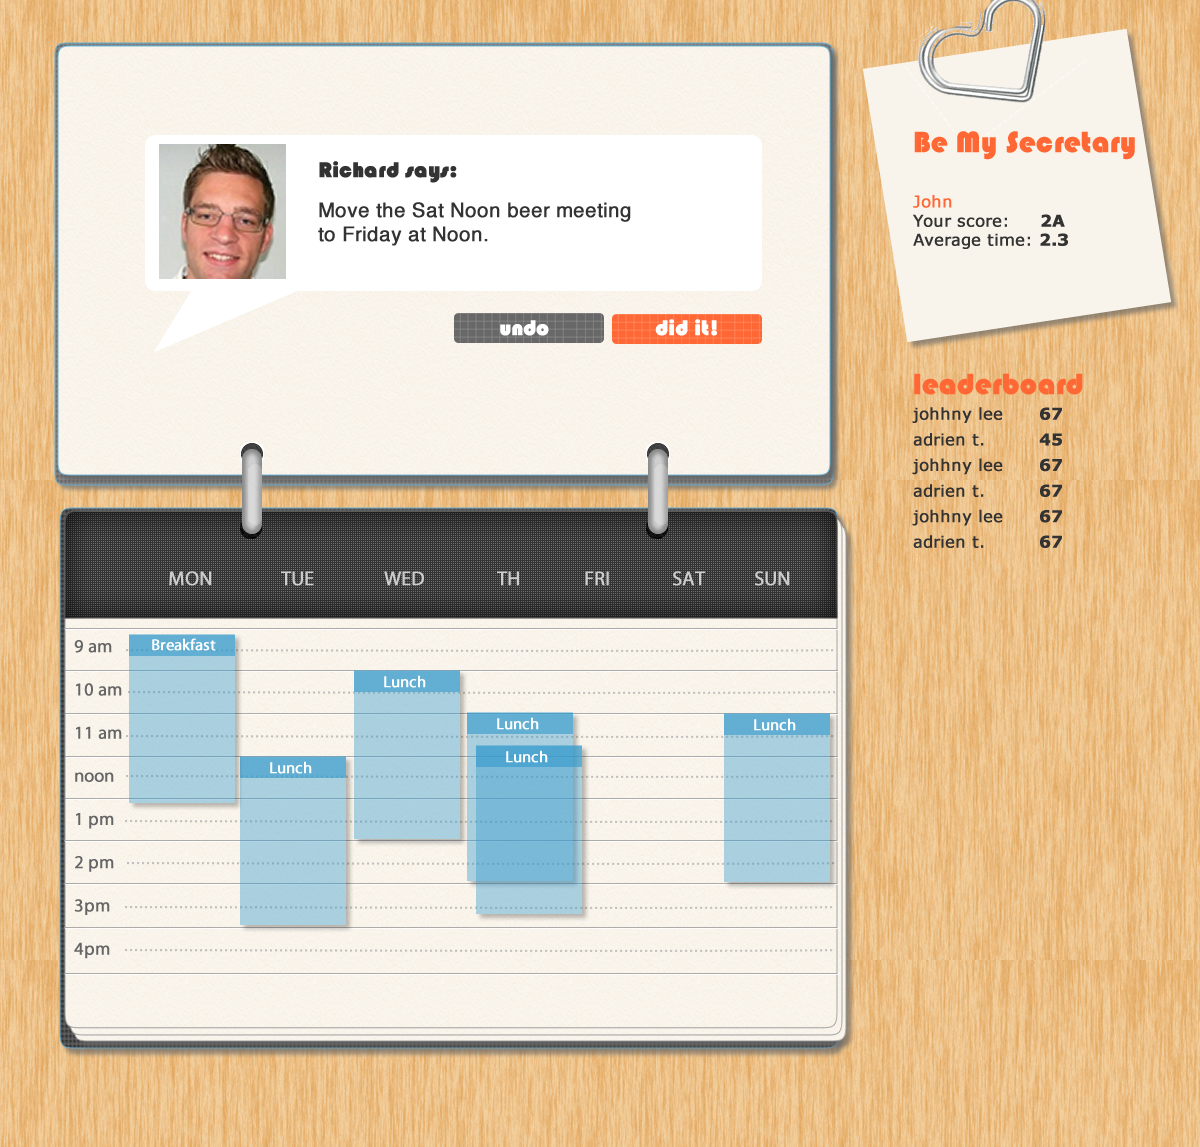 Richard says:
Move the Sat Noon beer meeting
to Friday at Noon.
undo
did it!
Be My Secretary
John
Your score: 2A
Average time: 2.3
leaderboard
johhny lee 67
adrien t. 45
johhny lee 67
adrien t. 67
johhny lee 67
adrien t. 67
MON TUE WED TH FRI SAT SUN
9 am
Breakfast
10 am
Lunch
11 am
Lunch
Lunch
Lunch
noon
Lunch
1 pm
2 pm
3pm
4pm